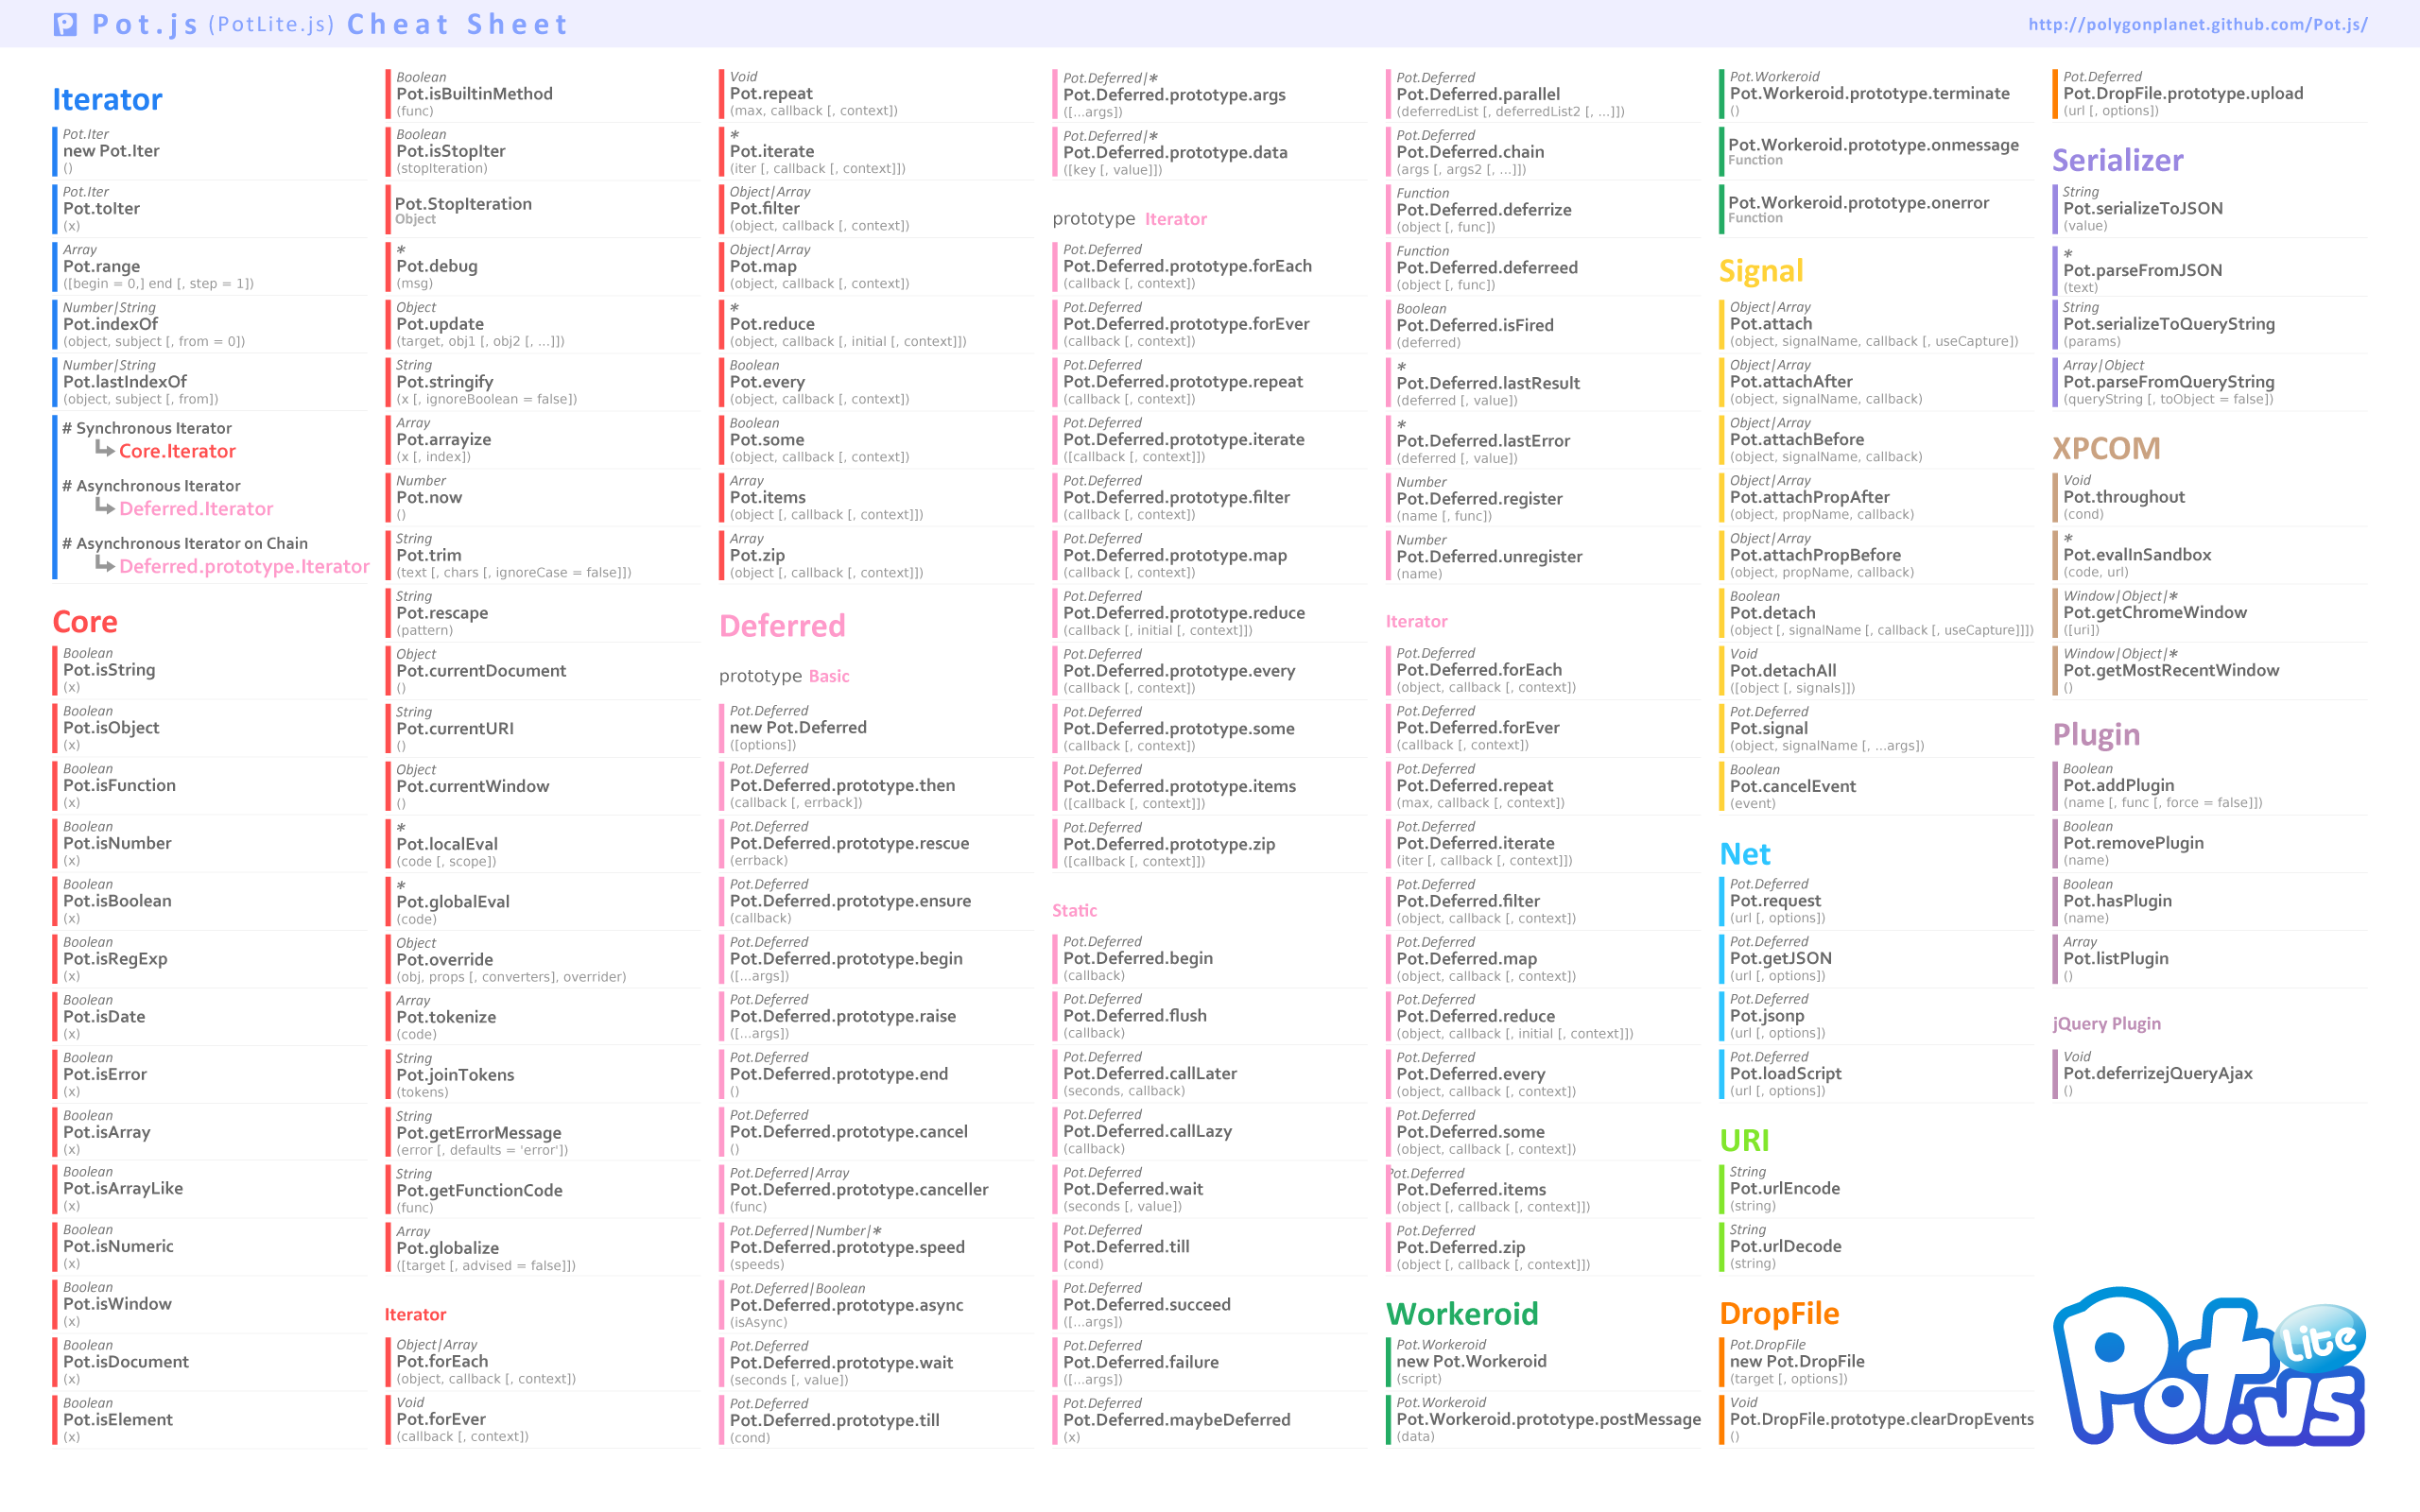 Pot.js (PotLite.js) Cheat Sheet
http://polygonplanet.github.com/Pot.js/
Iterator
Pot.Iter
new Pot.Iter
()
Pot.Iter
Pot.toIter
(x)
Array
Pot.range
([begin = 0,] end [, step = 1])
Number|String
Pot.indexOf
(object, subject [, from = 0])
Number|String
Pot.lastIndexOf
(object, subject [, from])
# Synchronous Iterator
Core.Iterator
# Asynchronous Iterator
Deferred.Iterator
# Asynchronous Iterator on Chain
Deferred.prototype.Iterator
Core
Boolean
Pot.isString
(x)
Boolean
Pot.isObject
(x)
Boolean
Pot.isFunction
(x)
Boolean
Pot.isNumber
(x)
Boolean
Pot.isBoolean
(x)
Boolean
Pot.isRegExp
(x)
Boolean
Pot.isDate
(x)
Boolean
Pot.isError
(x)
Boolean
Pot.isArray
(x)
Boolean
Pot.isArrayLike
(x)
Boolean
Pot.isNumeric
(x)
Boolean
Pot.isWindow
(x)
Boolean
Pot.isDocument
(x)
Boolean
Pot.isElement
(x)
Boolean
Pot.isBuiltinMethod
(func)
Boolean
Pot.isStopIter
(stopIteration)
Pot.StopIteration
Object
*
Pot.debug
(msg)
Object
Pot.update
(target, obj1 [, obj2 [, ...]])
String
Pot.stringify
(x [, ignoreBoolean = false])
Array
Pot.arrayize
(x [, index])
Number
Pot.now
()
String
Pot.trim
(text [, chars [, ignoreCase = false]])
String
Pot.rescape
(pattern)
Object
Pot.currentDocument
()
String
Pot.currentURI
()
Object
Pot.currentWindow
()
*
Pot.localEval
(code [, scope])
*
Pot.globalEval
(code)
Object
Pot.override
(obj, props [, converters], overrider)
Array
Pot.tokenize
(code)
String
Pot.joinTokens
(tokens)
String
Pot.getErrorMessage
(error [, defaults = 'error'])
String
Pot.getFunctionCode
(func)
Array
Pot.globalize
([target [, advised = false]])
Iterator
Object|Array
Pot.forEach
(object, callback [, context])
Void
Pot.forEver
(callback [, context])
Void
Pot.repeat
(max, callback [, context])
*
Pot.iterate
(iter [, callback [, context]])
Object|Array
Pot.filter
(object, callback [, context])
Object|Array
Pot.map
(object, callback [, context])
*
Pot.reduce
(object, callback [, initial [, context]])
Boolean
Pot.every
(object, callback [, context])
Boolean
Pot.some
(object, callback [, context])
Array
Pot.items
(object [, callback [, context]])
Array
Pot.zip
(object [, callback [, context]])
Deferred
prototype Basic
Pot.Deferred
new Pot.Deferred
([options])
Pot.Deferred
Pot.Deferred.prototype.then
(callback [, errback])
Pot.Deferred
Pot.Deferred.prototype.rescue
(errback)
Pot.Deferred
Pot.Deferred.prototype.ensure
(callback)
Pot.Deferred
Pot.Deferred.prototype.begin
([...args])
Pot.Deferred
Pot.Deferred.prototype.raise
([...args])
Pot.Deferred
Pot.Deferred.prototype.end
()
Pot.Deferred
Pot.Deferred.prototype.cancel
()
Pot.Deferred|Array
Pot.Deferred.prototype.canceller
(func)
Pot.Deferred|Number|*
Pot.Deferred.prototype.speed
(speeds)
Pot.Deferred|Boolean
Pot.Deferred.prototype.async
(isAsync)
Pot.Deferred
Pot.Deferred.prototype.wait
(seconds [, value])
Pot.Deferred
Pot.Deferred.prototype.till
(cond)
Pot.Deferred|*
Pot.Deferred.prototype.args
([...args])
Pot.Deferred|*
Pot.Deferred.prototype.data
([key [, value]])
prototype Iterator
Pot.Deferred
Pot.Deferred.prototype.forEach
(callback [, context])
Pot.Deferred
Pot.Deferred.prototype.forEver
(callback [, context])
Pot.Deferred
Pot.Deferred.prototype.repeat
(callback [, context])
Pot.Deferred
Pot.Deferred.prototype.iterate
([callback [, context]])
Pot.Deferred
Pot.Deferred.prototype.filter
(callback [, context])
Pot.Deferred
Pot.Deferred.prototype.map
(callback [, context])
Pot.Deferred
Pot.Deferred.prototype.reduce
(callback [, initial [, context]])
Pot.Deferred
Pot.Deferred.prototype.every
(callback [, context])
Pot.Deferred
Pot.Deferred.prototype.some
(callback [, context])
Pot.Deferred
Pot.Deferred.prototype.items
([callback [, context]])
Pot.Deferred
Pot.Deferred.prototype.zip
([callback [, context]])
Static
Pot.Deferred
Pot.Deferred.begin
(callback)
Pot.Deferred
Pot.Deferred.flush
(callback)
Pot.Deferred
Pot.Deferred.callLater
(seconds, callback)
Pot.Deferred
Pot.Deferred.callLazy
(callback)
Pot.Deferred
Pot.Deferred.wait
(seconds [, value])
Pot.Deferred
Pot.Deferred.till
(cond)
Pot.Deferred
Pot.Deferred.succeed
([...args])
Pot.Deferred
Pot.Deferred.failure
([...args])
Pot.Deferred
Pot.Deferred.maybeDeferred
(x)
Pot.Deferred
Pot.Deferred.parallel
(deferredList [, deferredList2 [, ...]])
Pot.Deferred
Pot.Deferred.chain
(args [, args2 [, ...]])
Function
Pot.Deferred.deferrize
(object [, func])
Function
Pot.Deferred.deferreed
(object [, func])
Boolean
Pot.Deferred.isFired
(deferred)
*
Pot.Deferred.lastResult
(deferred [, value])
*
Pot.Deferred.lastError
(deferred [, value])
Number
Pot.Deferred.register
(name [, func])
Number
Pot.Deferred.unregister
(name)
Iterator
Pot.Deferred
Pot.Deferred.forEach
(object, callback [, context])
Pot.Deferred
Pot.Deferred.forEver
(callback [, context])
Pot.Deferred
Pot.Deferred.repeat
(max, callback [, context])
Pot.Deferred
Pot.Deferred.iterate
(iter [, callback [, context]])
Pot.Deferred
Pot.Deferred.filter
(object, callback [, context])
Pot.Deferred
Pot.Deferred.map
(object, callback [, context])
Pot.Deferred
Pot.Deferred.reduce
(object, callback [, initial [, context]])
Pot.Deferred
Pot.Deferred.every
(object, callback [, context])
Pot.Deferred
Pot.Deferred.some
(object, callback [, context])
Pot.Deferred
Pot.Deferred.items
(object [, callback [, context]])
Pot.Deferred
Pot.Deferred.zip
(object [, callback [, context]])
Workeroid
Pot.Workeroid
new Pot.Workeroid
(script)
Pot.Workeroid
Pot.Workeroid.prototype.postMessage
(data)
Pot.Workeroid
Pot.Workeroid.prototype.terminate
()
Pot.Workeroid.prototype.onmessage
Function
Pot.Workeroid.prototype.onerror
Function
Signal
Object|Array
Pot.attach
(object, signalName, callback [, useCapture])
Object|Array
Pot.attachAfter
(object, signalName, callback)
Object|Array
Pot.attachBefore
(object, signalName, callback)
Object|Array
Pot.attachPropAfter
(object, propName, callback)
Object|Array
Pot.attachPropBefore
(object, propName, callback)
Boolean
Pot.detach
(object [, signalName [, callback [, useCapture]]])
Void
Pot.detachAll
([object [, signals]])
Pot.Deferred
Pot.signal
(object, signalName [, ...args])
Boolean
Pot.cancelEvent
(event)
Net
Pot.Deferred
Pot.request
(url [, options])
Pot.Deferred
Pot.getJSON
(url [, options])
Pot.Deferred
Pot.jsonp
(url [, options])
Pot.Deferred
Pot.loadScript
(url [, options])
URI
String
Pot.urlEncode
(string)
String
Pot.urlDecode
(string)
DropFile
Pot.DropFile
new Pot.DropFile
(target [, options])
Void
Pot.DropFile.prototype.clearDropEvents
()
Pot.Deferred
Pot.DropFile.prototype.upload
(url [, options])
Serializer
String
Pot.serializeToJSON
(value)
*
Pot.parseFromJSON
(text)
String
Pot.serializeToQueryString
(params)
Array|Object
Pot.parseFromQueryString
(queryString [, toObject = false])
XPCOM
Void
Pot.throughout
(cond)
*
Pot.evalInSandbox
(code, url)
Window|Object|*
Pot.getChromeWindow
([uri])
Window|Object|*
Pot.getMostRecentWindow
()
Plugin
Boolean
Pot.addPlugin
(name [, func [, force = false]])
Boolean
Pot.removePlugin
(name)
Boolean
Pot.hasPlugin
(name)
Array
Pot.listPlugin
()
jQuery Plugin
Void
Pot.deferrizejQueryAjax
()
Pot Lite
Pot.JS